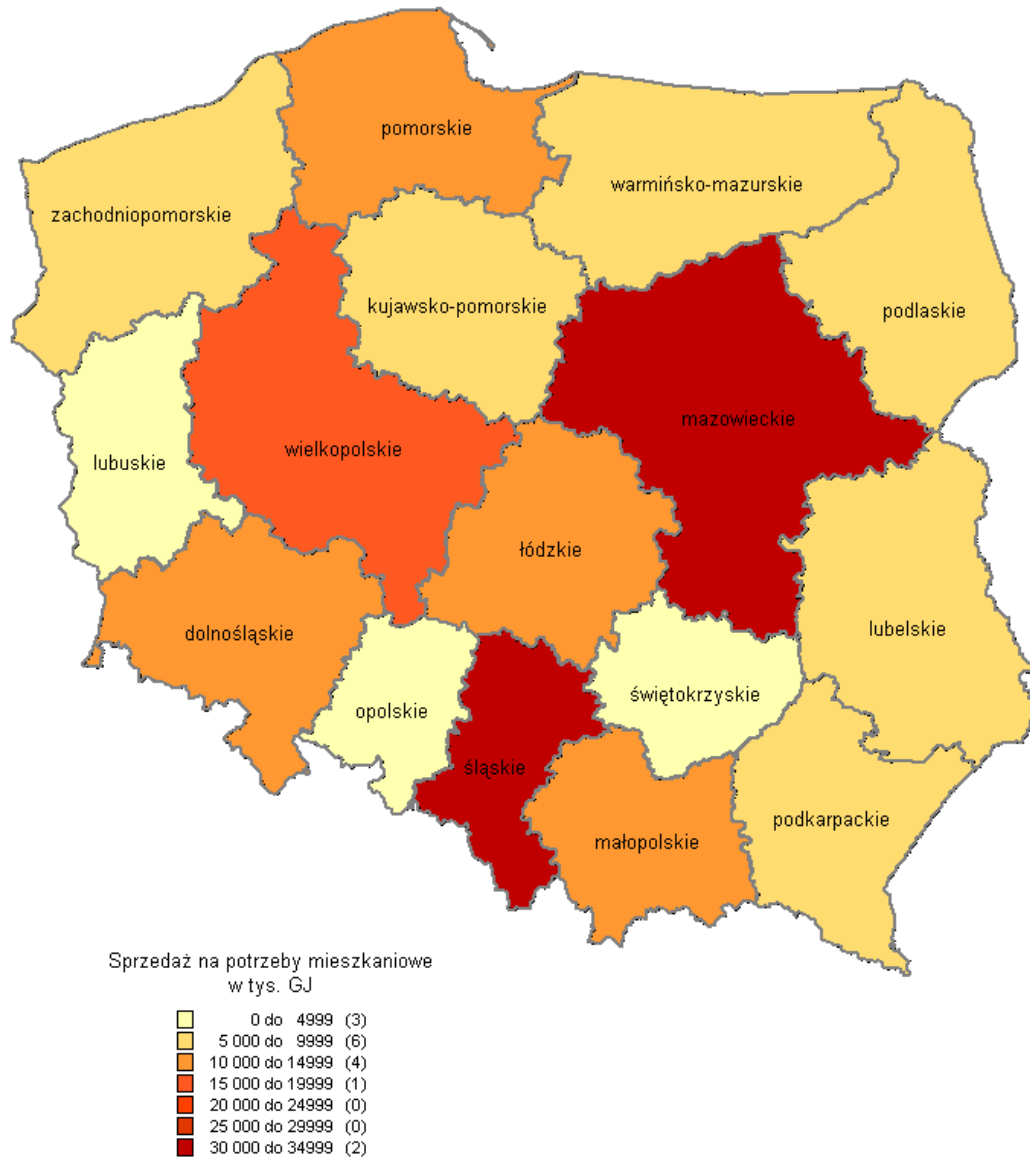 pomorskie
warmińsko-mazurskie
zachodniopomorskie
kujawsko-pomorskie
podlaskie
mazowieckie
wielkopolskie
lubuskie
łódzkie
lubelskie
dolnośląskie
świętokrzyskie
opolskie
śląskie
podkarpackie
małopolskie
Sprzedaż na potrzeby mieszkaniowe
w tys. GJ
0 do 4999 (3)
5 000 do 9999 (6)
10 000 do 14999 (4)
15 000 do 19999 (1)
20 000 do 24999 (0)
25 000 do 29999 (0)
30 000 do 34999 (2)